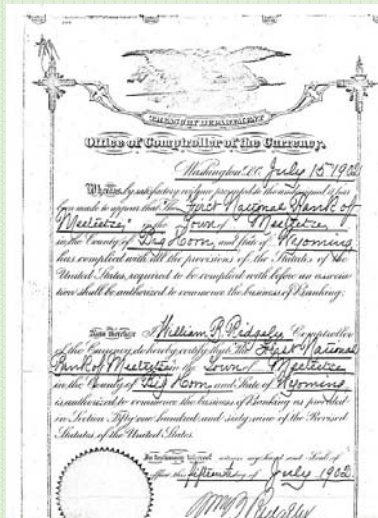 TREASURY DEPARTMENT
Office of Comptroller of the Currency,
Washington, D.C. July 15 1902
Whereas, by satisfactory evidence presented to the undersigned, it has
been made to appear that "The First National Bank of
Meeteetse" in the Town of Meeteetse
in the County of Big Horn, and State of Wyoming
has complied with all the provisions of the Statutes of the
United States, required to be complied with before an associa-
tion shall be authorized to commence the business of Banking;
Now therefore I William B. Ridgely Comptroller
of the Currency, do hereby certify that "The First National
Bank of Meeteetse" in the Town of Meeteetse
in the County of Big Horn, and State of Wyoming
is authorized to commence the business of Banking as provided
in Section Fifty one hundred and sixty nine of the Revised
Statutes of the United States.
In testimony whereof witness my hand and Seal of
office this fifteenth day of July 1902